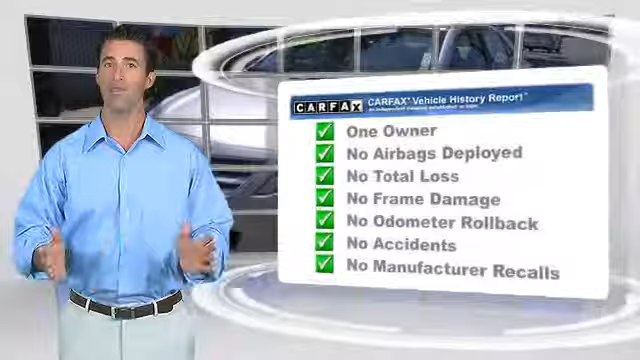 CARFAX CARFAX Vehicle History Report™
One Owner
No Airbags Deployed
No Total Loss
No Frame Damage
No Odometer Rollback
No Accidents
No Manufacturer Recalls